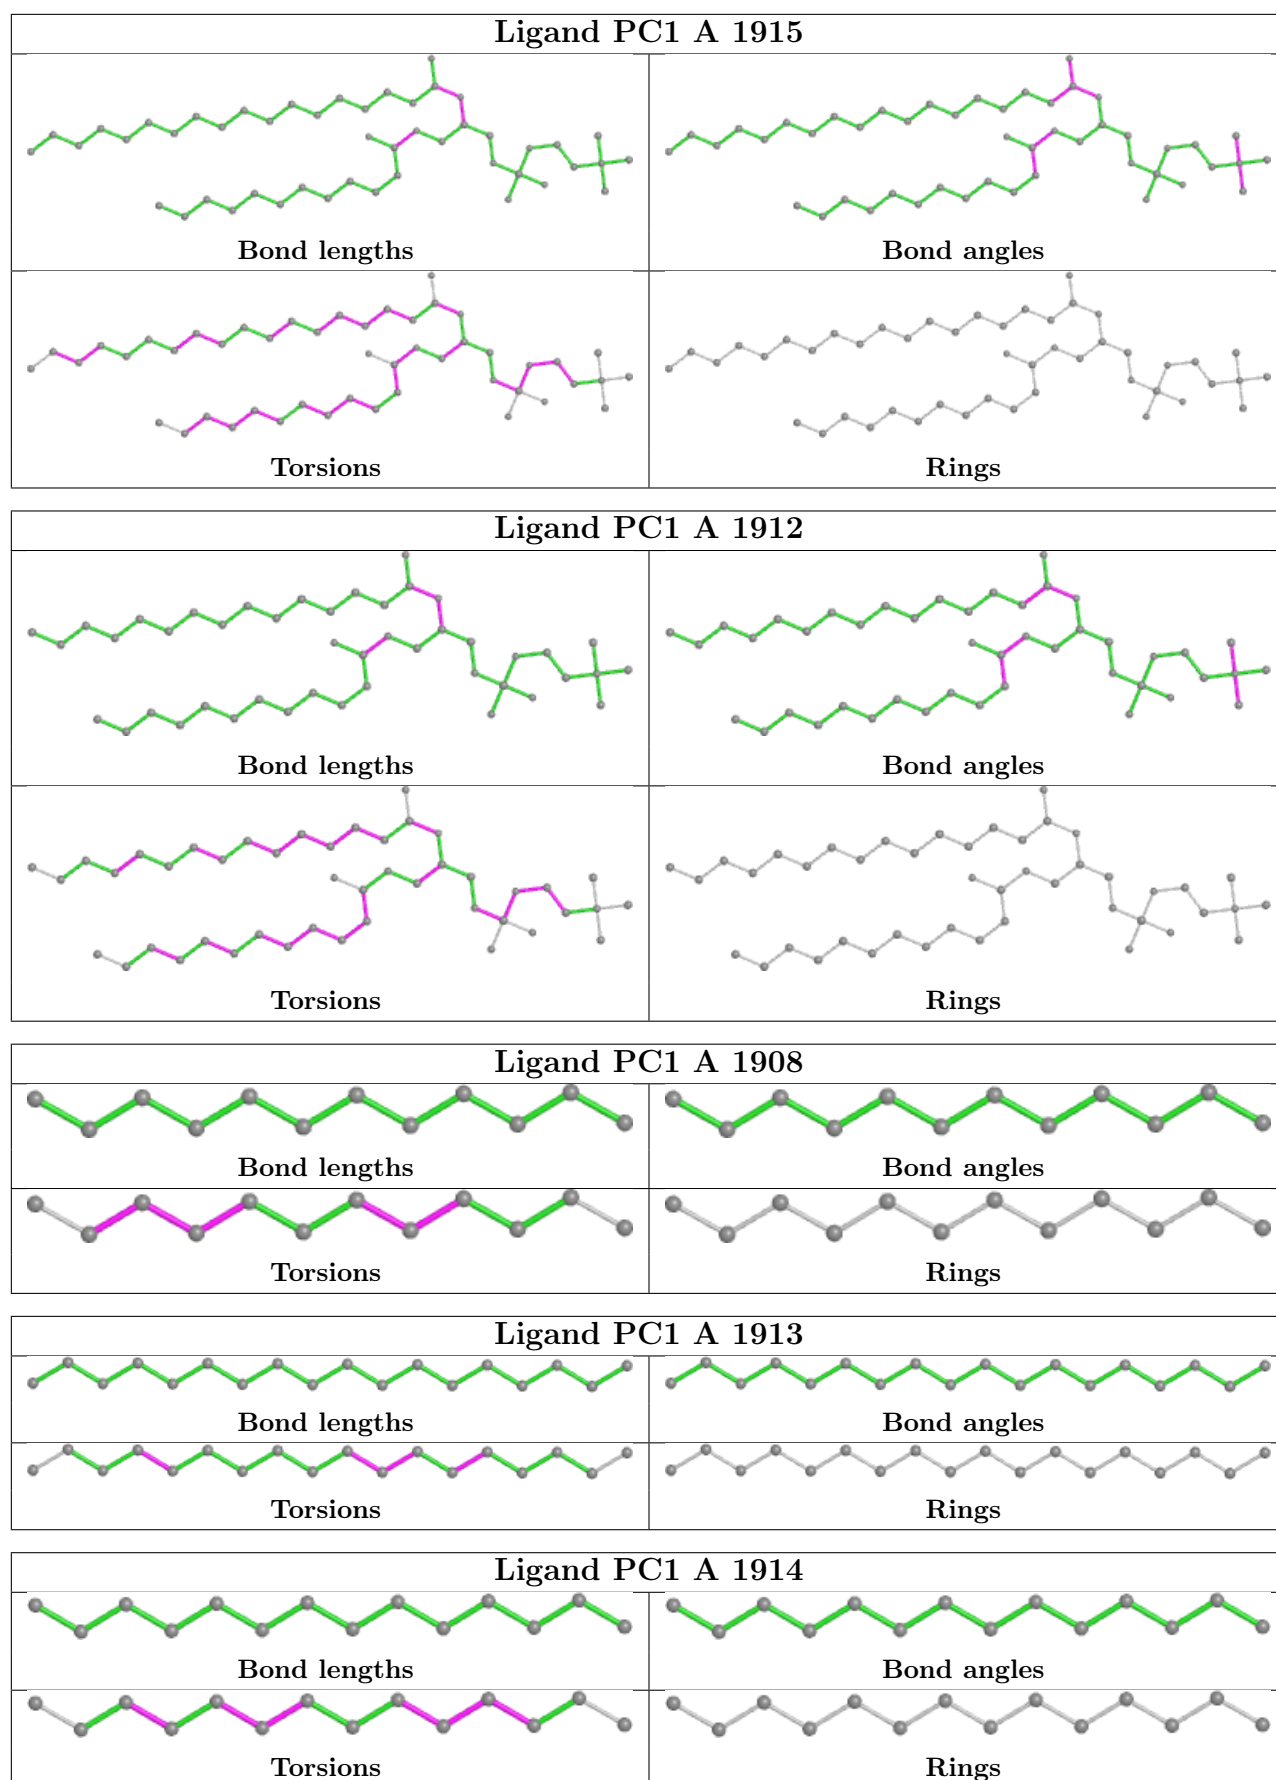 Ligand PC1 A 1915
Bond lengths
Bond angles
Torsions
Rings
Ligand PC1 A 1912
Bond lengths
Bond angles
Torsions
Rings
Ligand PC1 A 1908
Bond lengths
Bond angles
Torsions
Rings
Ligand PC1 A 1913
Bond lengths
Bond angles
Torsions
Rings
Ligand PC1 A 1914
Bond lengths
Bond angles
Torsions
Rings